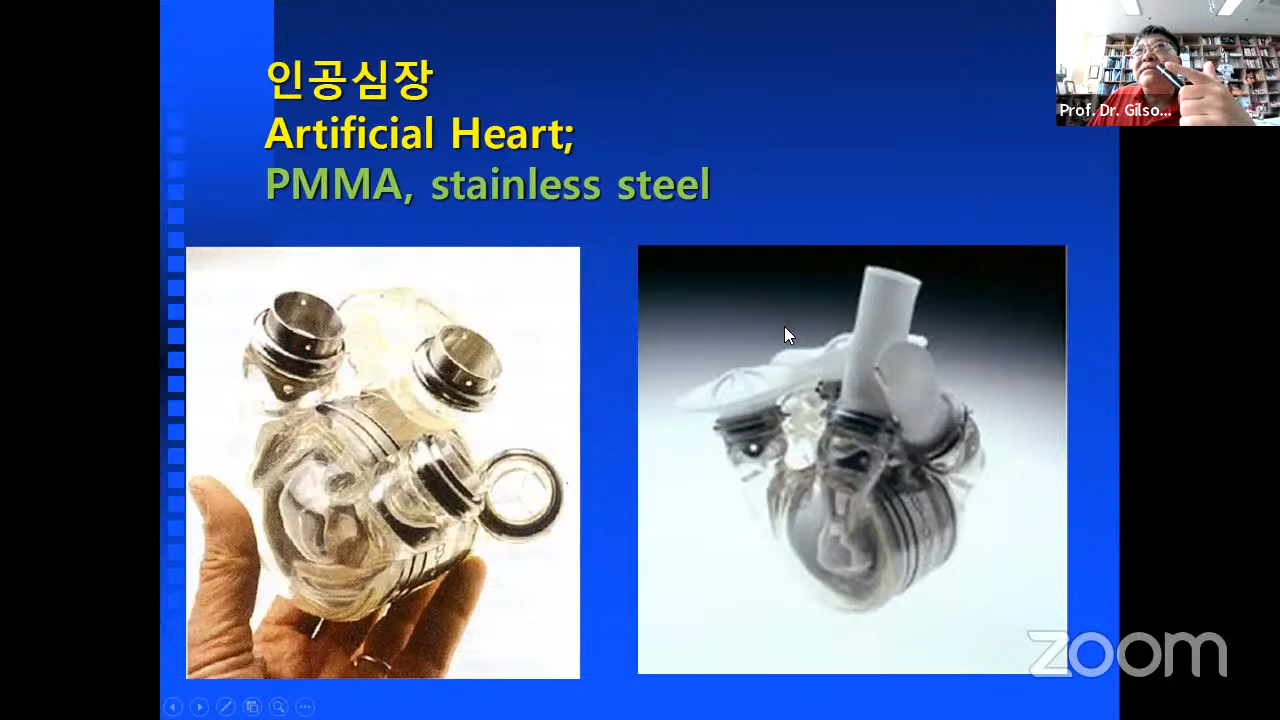 인공심장
Artificial Heart;
PMMA, stainless steel
Prof. Dr. Gilso...
zoom